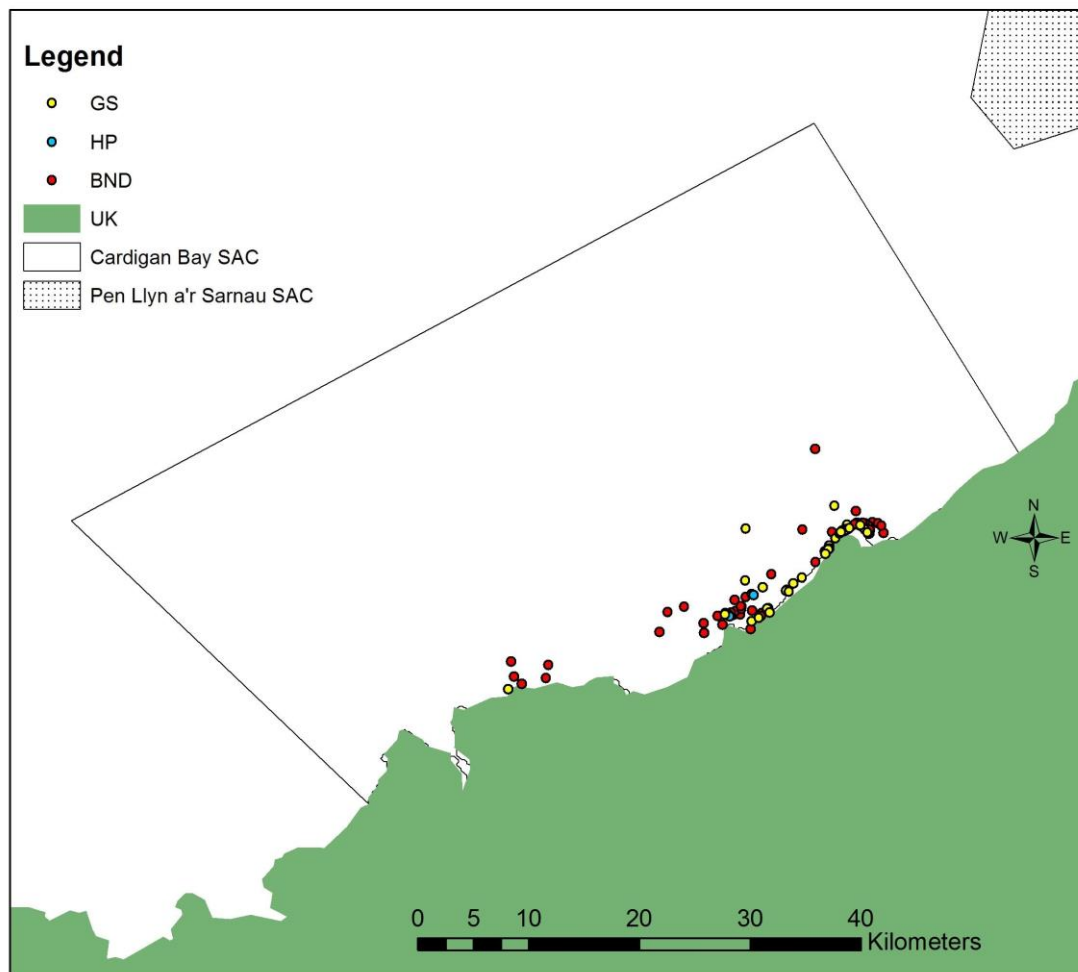 Legend
GS
HP
BND
UK
Cardigan Bay SAC
Pen Llyn a'r Sarnau SAC
N
W E
S
0 5 10 20 30 40
Kilometers